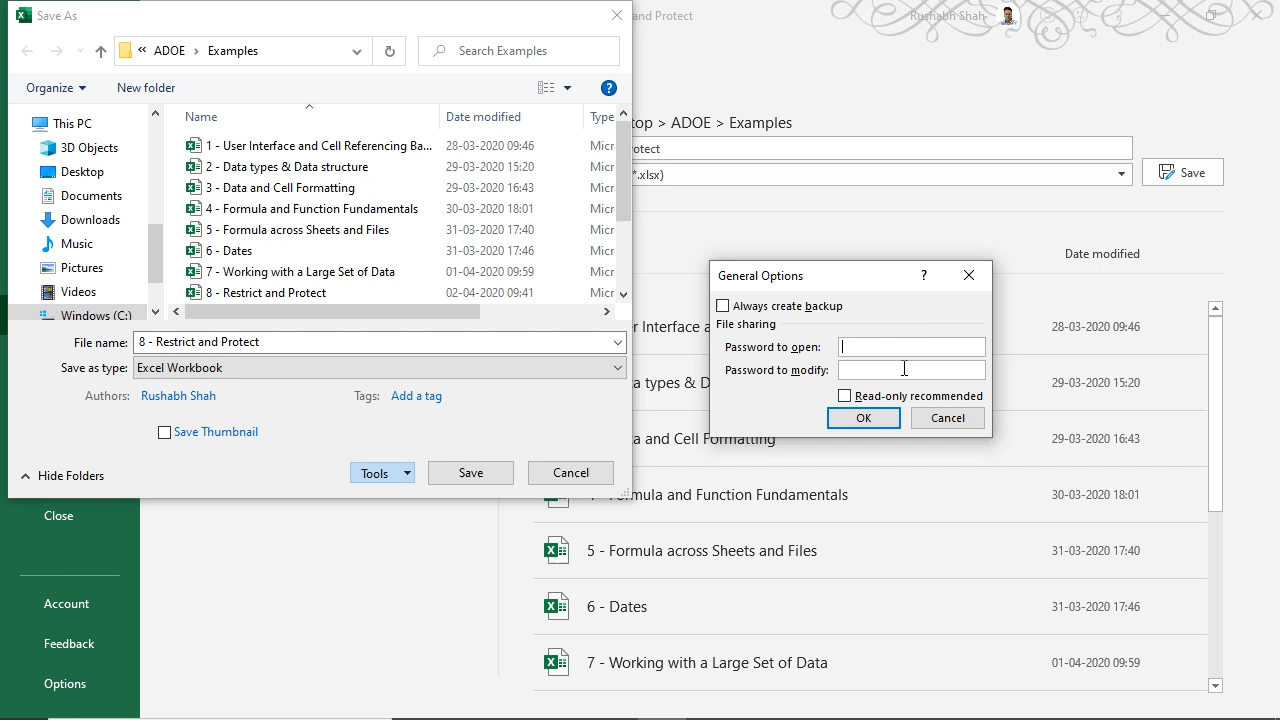 Save As
and Protect
Rushabh Shah
ADOE > Examples
Search Examples
Organize
New folder
?
This PC
3D Objects
Desktop
Documents
Downloads
Music
Pictures
Videos
Windows (C:)
Name
Date modified
Type
1 - User Interface and Cell Referencing Ba... 28-03-2020 09:46 Micr
2 - Data types & Data structure 29-03-2020 15:20 Micr
3 - Data and Cell Formatting 29-03-2020 16:43 Micr
4 - Formula and Function Fundamentals 30-03-2020 18:01 Micr
5 - Formula across Sheets and Files 31-03-2020 17:40 Micr
6 - Dates 31-03-2020 17:46 Micr
7 - Working with a Large Set of Data 01-04-2020 09:59 Micr
8 - Restrict and Protect 02-04-2020 09:41 Micr
File name: 8 - Restrict and Protect
Save as type: Excel Workbook
Authors: Rushabh Shah
Tags: Add a tag
Save Thumbnail
Hide Folders
Tools
Save
Cancel
top > ADOE > Examples
otect
*.xlsx)
Save
Date modified
General Options
?
Always create backup
File sharing
Password to open:
Password to modify:
Read-only recommended
OK
Cancel
r Interface a 28-03-2020 09:46
a types & D 29-03-2020 15:20
a and Cell Formatting 29-03-2020 16:43
Formula and Function Fundamentals 30-03-2020 18:01
5 - Formula across Sheets and Files 31-03-2020 17:40
6 - Dates 31-03-2020 17:46
7 - Working with a Large Set of Data 01-04-2020 09:59
Close
Account
Feedback
Options